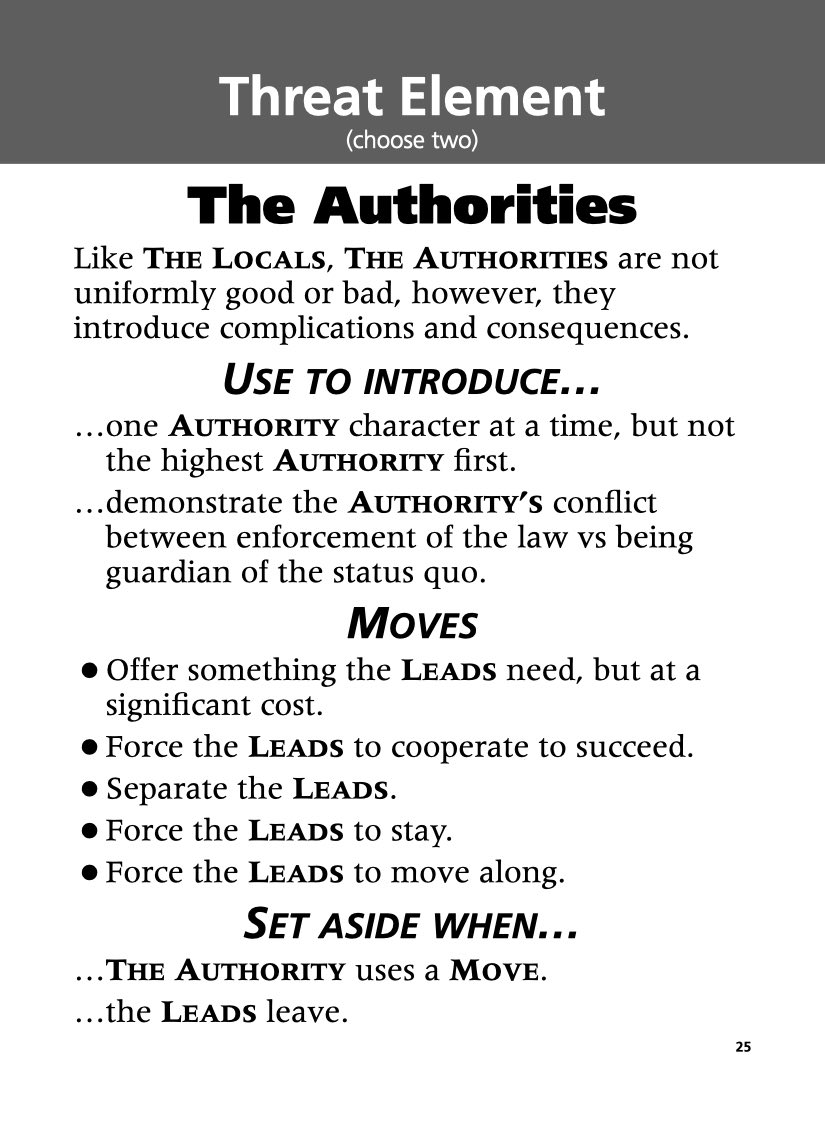 Threat Element
(choose two)
The Authorities
Like The Locals, The Authorities are not
uniformly good or bad, however, they
introduce complications and consequences.
Use to introduce…
…one Authority character at a time, but not
the highest Authority first.
…demonstrate the Authority’s conflict
between enforcement of the law vs being
guardian of the status quo.
Moves
● Offer something the Leads need, but at a
significant cost.
● Force the Leads to cooperate to succeed.
● Separate the Leads.
● Force the Leads to stay.
● Force the Leads to move along.
Set aside when…
…The Authority uses a Move.
…the Leads leave.
25